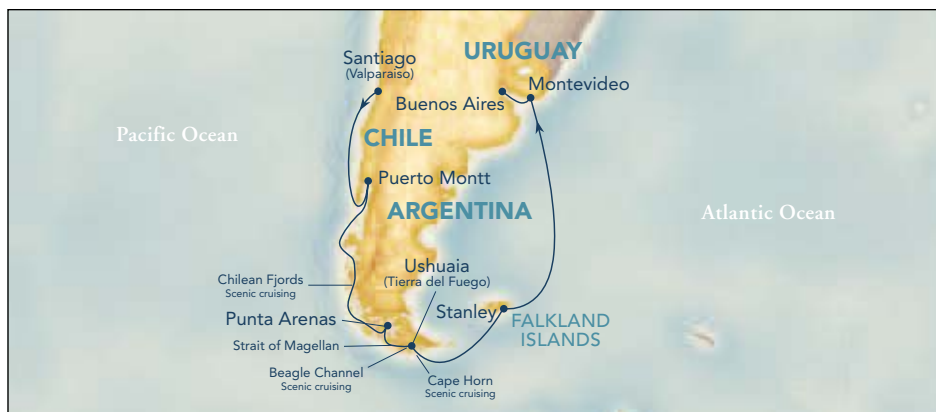 URUGUAY
Santiago
(Valparaiso)
Montevideo
Buenos Aires
Pacific Ocean
CHILE
Puerto Montt
ARGENTINA
Atlantic Ocean
Ushuaia
(Tierra del Fuego)
Chilean Fjords
Scenic cruising
Stanley
Punta Arenas
FALKLAND
ISLANDS
Strait of Magellan
Beagle Channel
Scenic cruising
Cape Horn
Scenic cruising